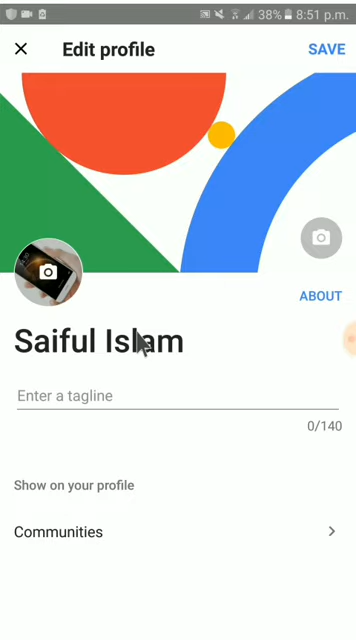 38% 8:51 p.m.
Edit profile
SAVE
ABOUT
Saiful Islam
Enter a tagline
0/140
Show on your profile
Communities